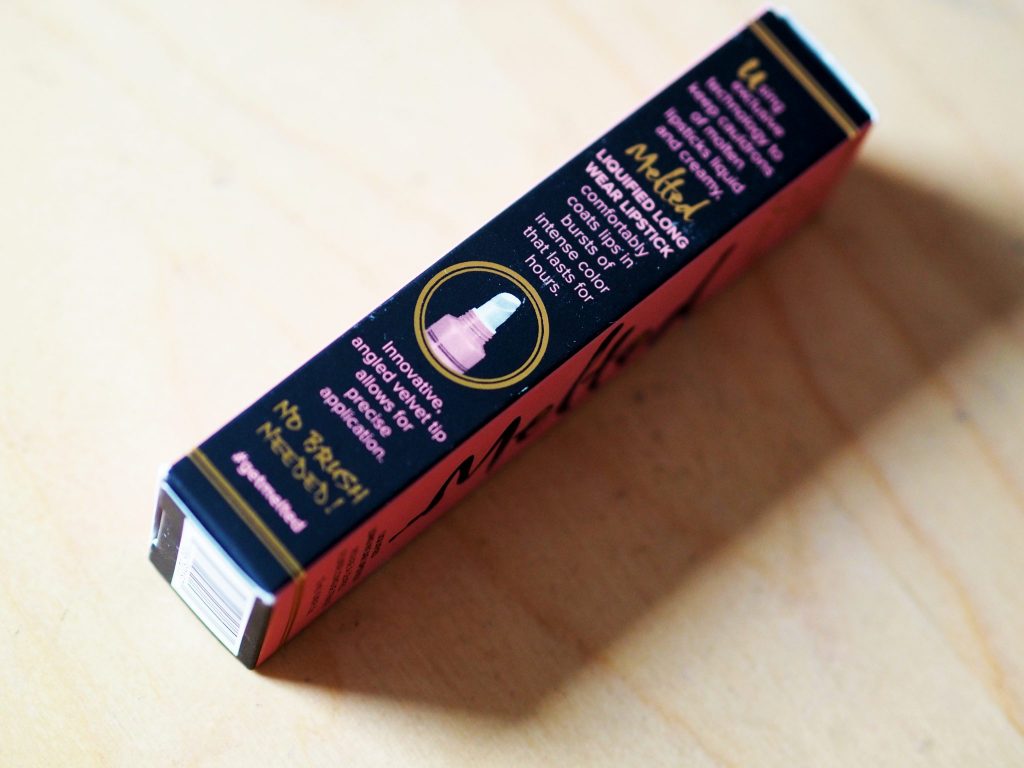 Using
exclusive
technology to
keep cauldrons
of molten
lipsticks liquid
and creamy,
Melted
LIQUIFIED LONG
WEAR LIPSTICK
comfortably
coats lips in
bursts of
intense color
that lasts for
hours.
Innovative,
angled velvet tip
allows for
precise
application.
NO BRUSH
NEEDED!
#getmelted
Melted